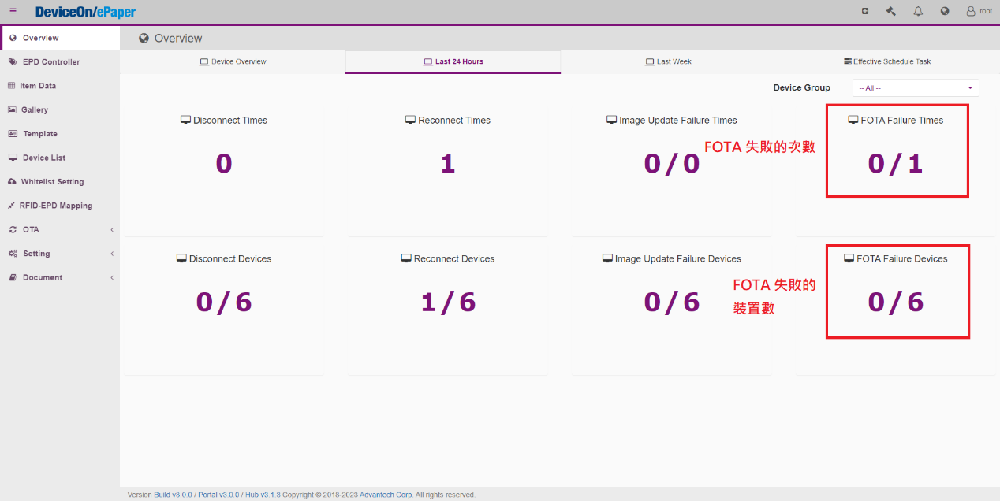 DeviceOn/ePaper
root
Overview
EPD Controller
Item Data
Gallery
Template
Device List
Whitelist Setting
RFID-EPD Mapping
OTA
Setting
Document
Overview
Device Overview
Last 24 Hours
Last Week
Effective Schedule Task
Device Group
-- All --
Disconnect Times
0
Reconnect Times
1
Image Update Failure Times
0/0
FOTA 失敗的次數
FOTA Failure Times
0/1
Disconnect Devices
0/6
Reconnect Devices
1/6
Image Update Failure Devices
0/6
FOTA 失敗的
裝置數
FOTA Failure Devices
0/6
Version Build v3.0.0 / Portal v3.0.0 / Hub v3.1.3 Copyright © 2018-2023 Advantech Corp. All rights reserved.